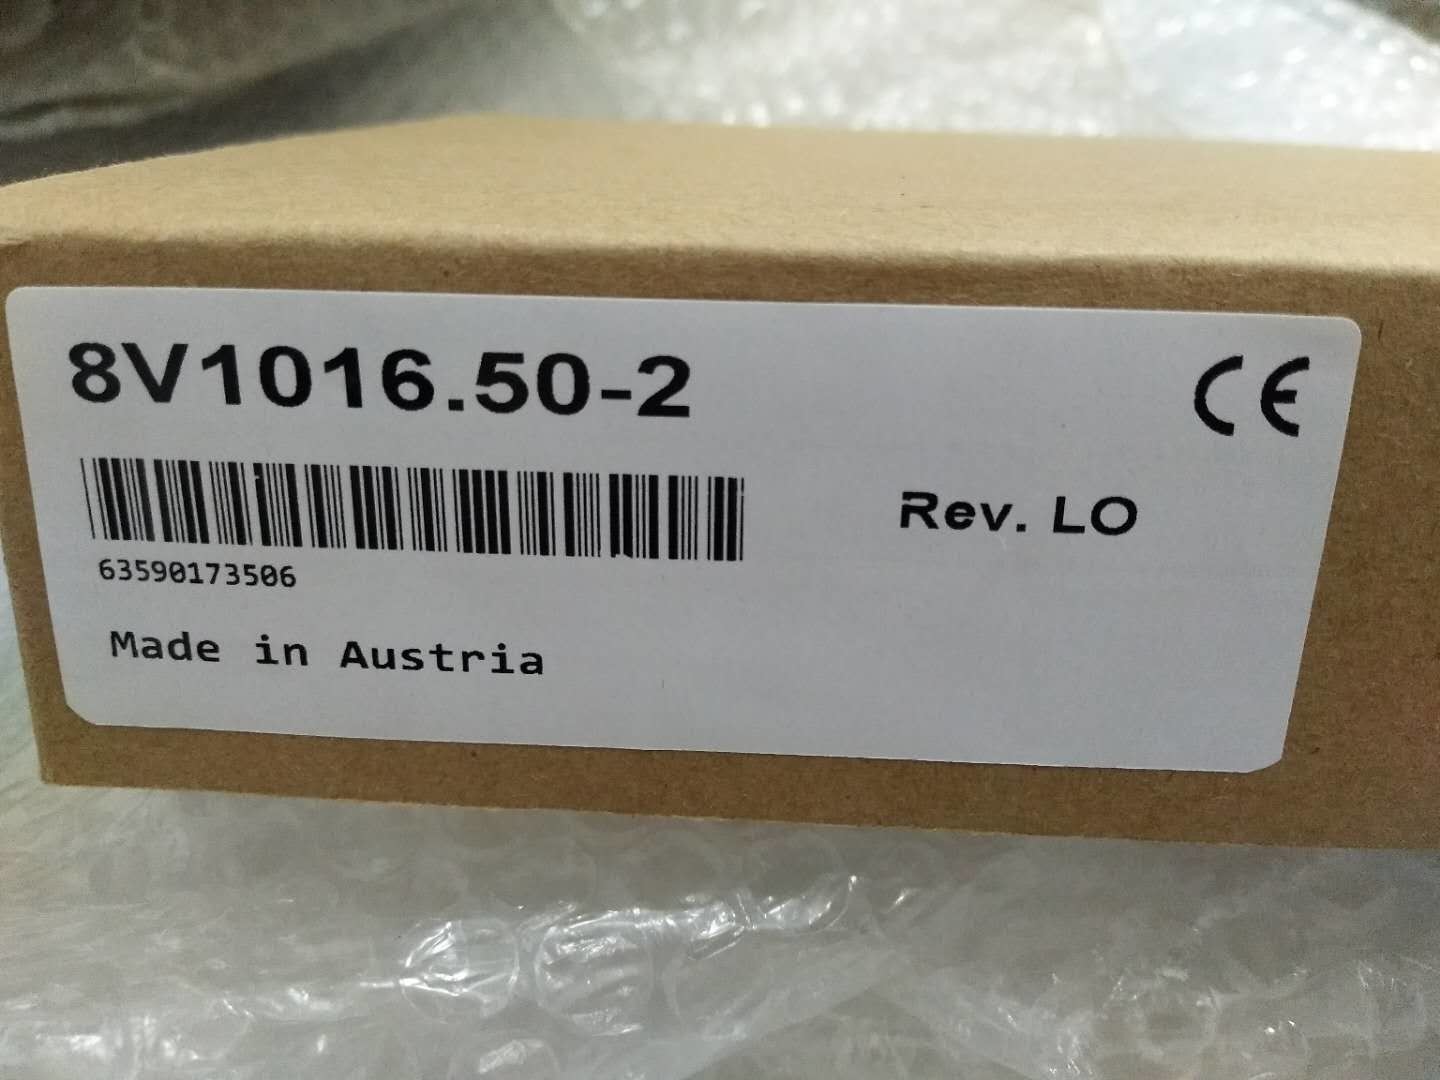 8V1016.50-2
CE
Rev. LO
63590173506
Made in Austria